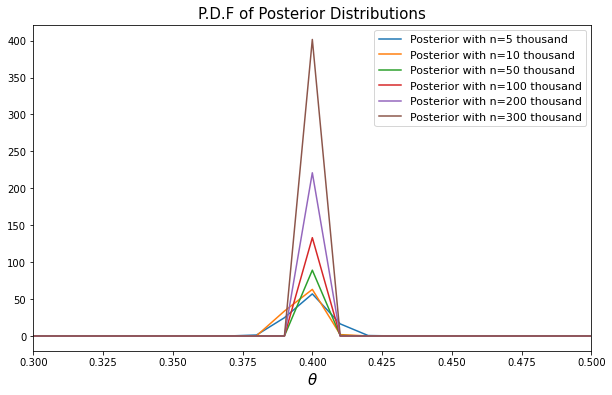 P.D.F of Posterior Distributions
Posterior with n=5 thousand
Posterior with n=10 thousand
Posterior with n=50 thousand
Posterior with n=100 thousand
Posterior with n=200 thousand
Posterior with n=300 thousand
400
350
300
250
200
150
100
50
0
0.300 0.325 0.350 0.375 0.400 0.425 0.450 0.475 0.500
θ